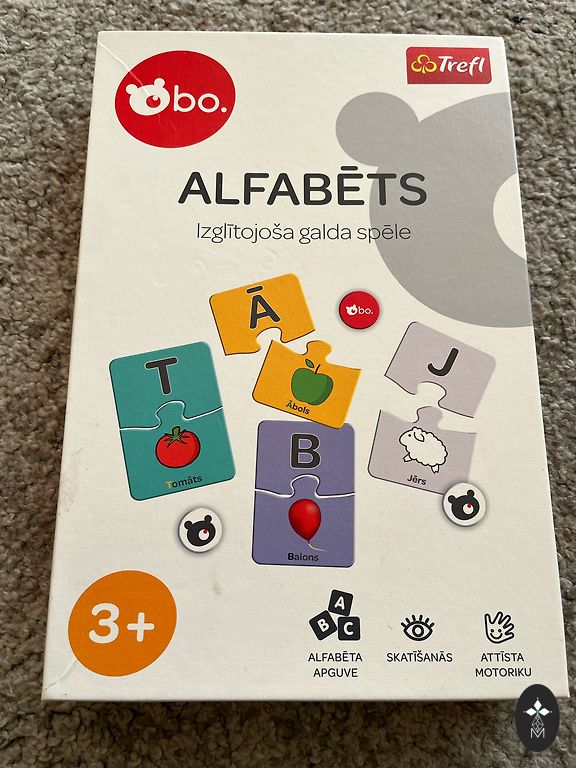 bo.
Trefl
ALFABĒTS
Izglītojoša galda spēle
Ā
bo.
Ābols
T
Tomāts
J
Jērs
B
Balons
3+
A
B C
ALFABĒTA
APGUVE
SKATĪŠANĀS
ATTĪSTA
MOTORIKU
M